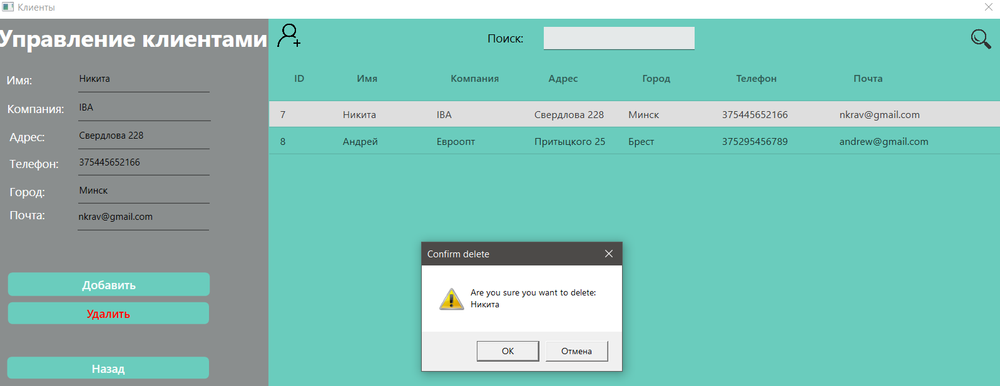 Клиенты
Управление клиентами
Поиск:
Имя: Никита
Компания: IBA
Адрес: Свердлова 228
Телефон: 375445652166
Город: Минск
Почта: nkrav@gmail.com
Добавить
Удалить
Назад
ID Имя Компания Адрес Город Телефон Почта
7 Никита IBA Свердлова 228 Минск 375445652166 nkrav@gmail.com
8 Андрей Евроопт Притыцкого 25 Брест 375295456789 andrew@gmail.com
Confirm delete
Are you sure you want to delete:
Никита
OK Отмена